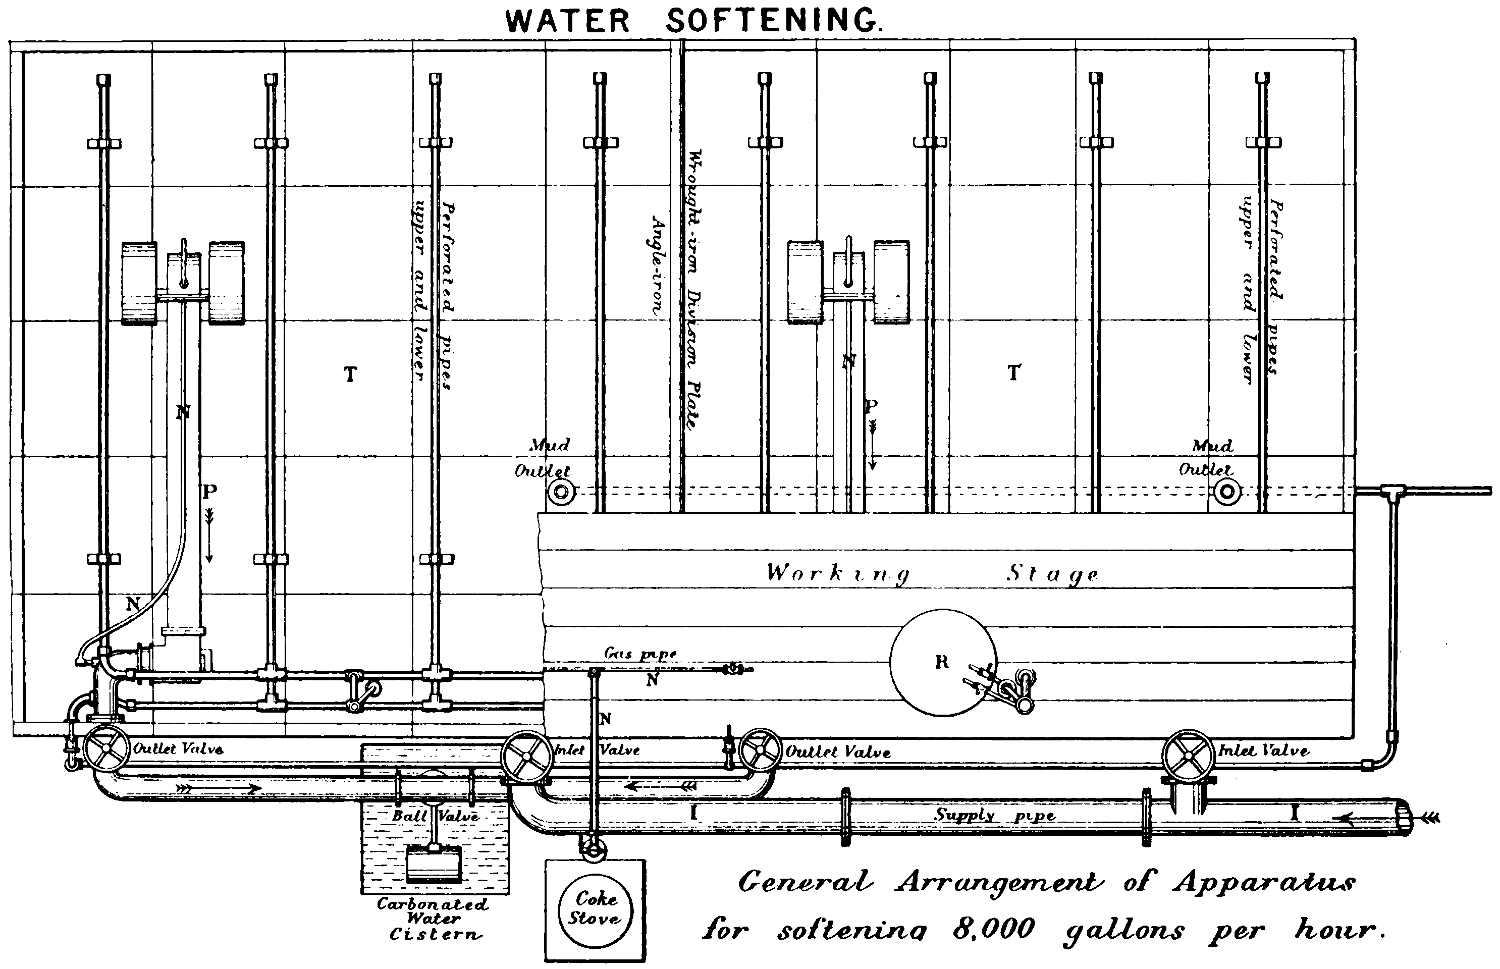 WATER SOFTENING.
Perforated pipes
upper and lower
Angle-iron
Wrought-iron Division Plate
Perforated pipes
upper and lower
T
T
N
N
P
P
Mud
Outlet
Mud
Outlet
Working Stage
N
Gas pipe
N
R
N
Outlet Valve
Inlet Valve
Outlet Valve
Inlet Valve
Ball Valve
I
Supply pipe
I
Carbonated
Water
Cistern
Coke
Stove
General Arrangement of Apparatus
for softening 8,000 gallons per hour.